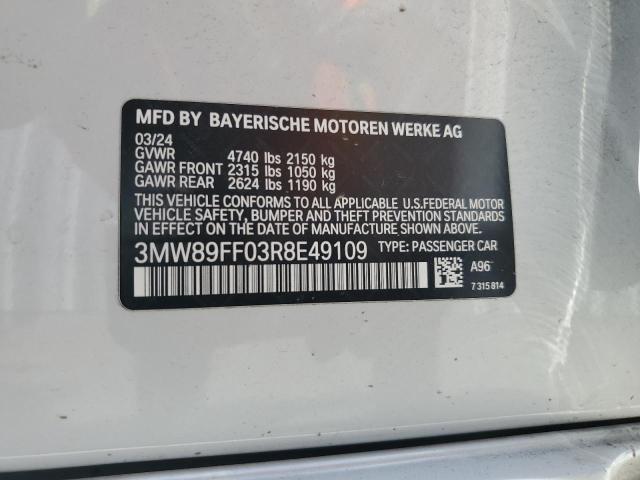 MFD BY BAYERISCHE MOTOREN WERKE AG
03/24
GVWR 4740 lbs 2150 kg
GAWR FRONT 2315 lbs 1050 kg
GAWR REAR 2624 lbs 1190 kg
THIS VEHICLE CONFORMS TO ALL APPLICABLE U.S.FEDERAL MOTOR
VEHICLE SAFETY, BUMPER AND THEFT PREVENTION STANDARDS
IN EFFECT ON THE DATE OF MANUFACTURE SHOWN ABOVE.
3MW89FF03R8E49109 TYPE: PASSENGER CAR
A96
7 315 814